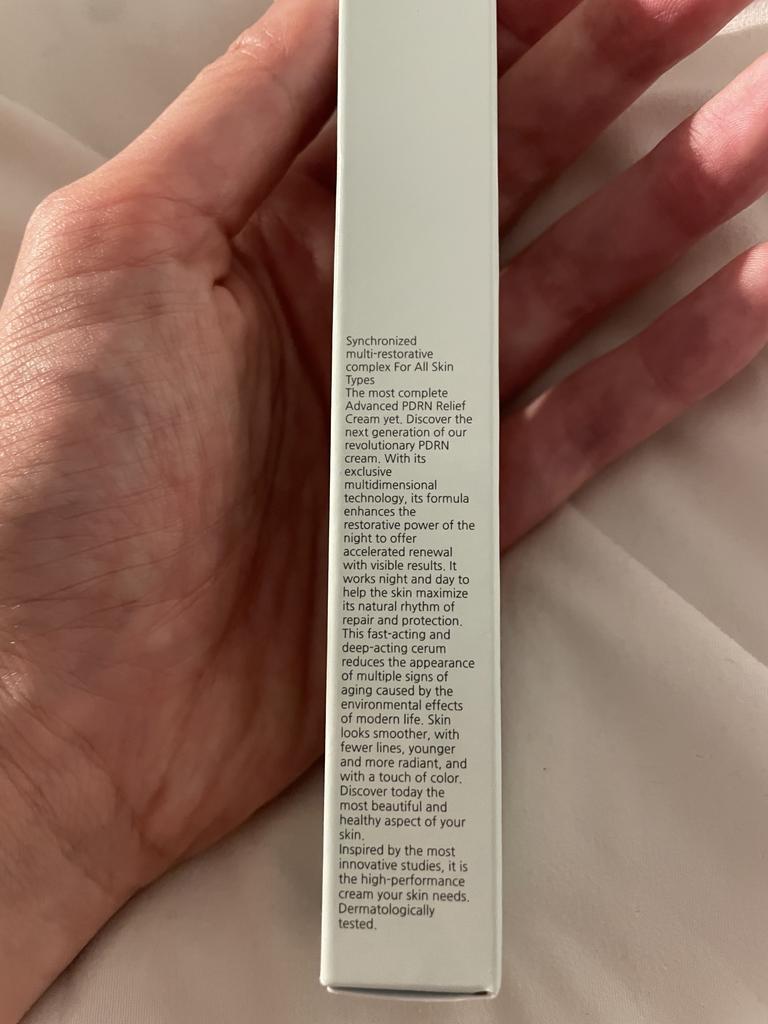 Synchronized
multi-restorative
complex For All Skin
Types
The most complete
Advanced PDRN Relief
Cream yet. Discover the
next generation of our
revolutionary PDRN
cream. With its
exclusive
multidimensional
technology, its formula
enhances the
restorative power of the
night to offer
accelerated renewal
with visible results. It
works night and day to
help the skin maximize
its natural rhythm of
repair and protection.
This fast-acting and
deep-acting cerum
reduces the appearance
of multiple signs of
aging caused by the
environmental effects
of modern life. Skin
looks smoother, with
fewer lines, younger
and more radiant, and
with a touch of color.
Discover today the
most beautiful and
healthy aspect of your
skin.
Inspired by the most
innovative studies, it is
the high-performance
cream your skin needs.
Dermatologically
tested.